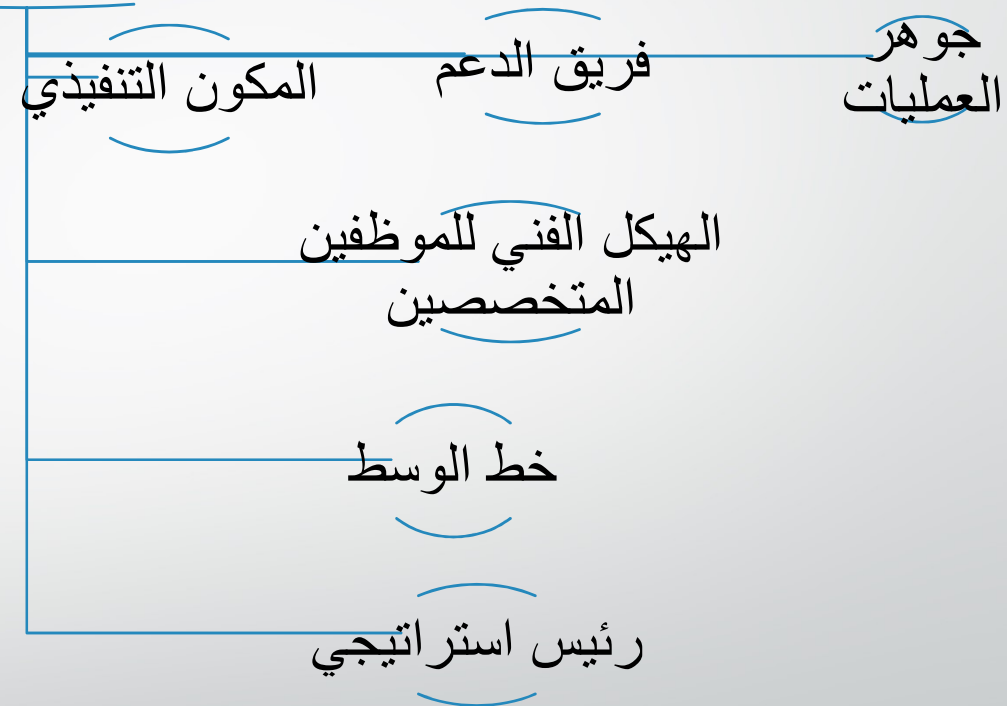 جوهر
العمليات
فريق الدعم
المكون التنفيذي
الهيكل الفني للموظفين
المتخصصين
خط الوسط
رئيس استراتيجي